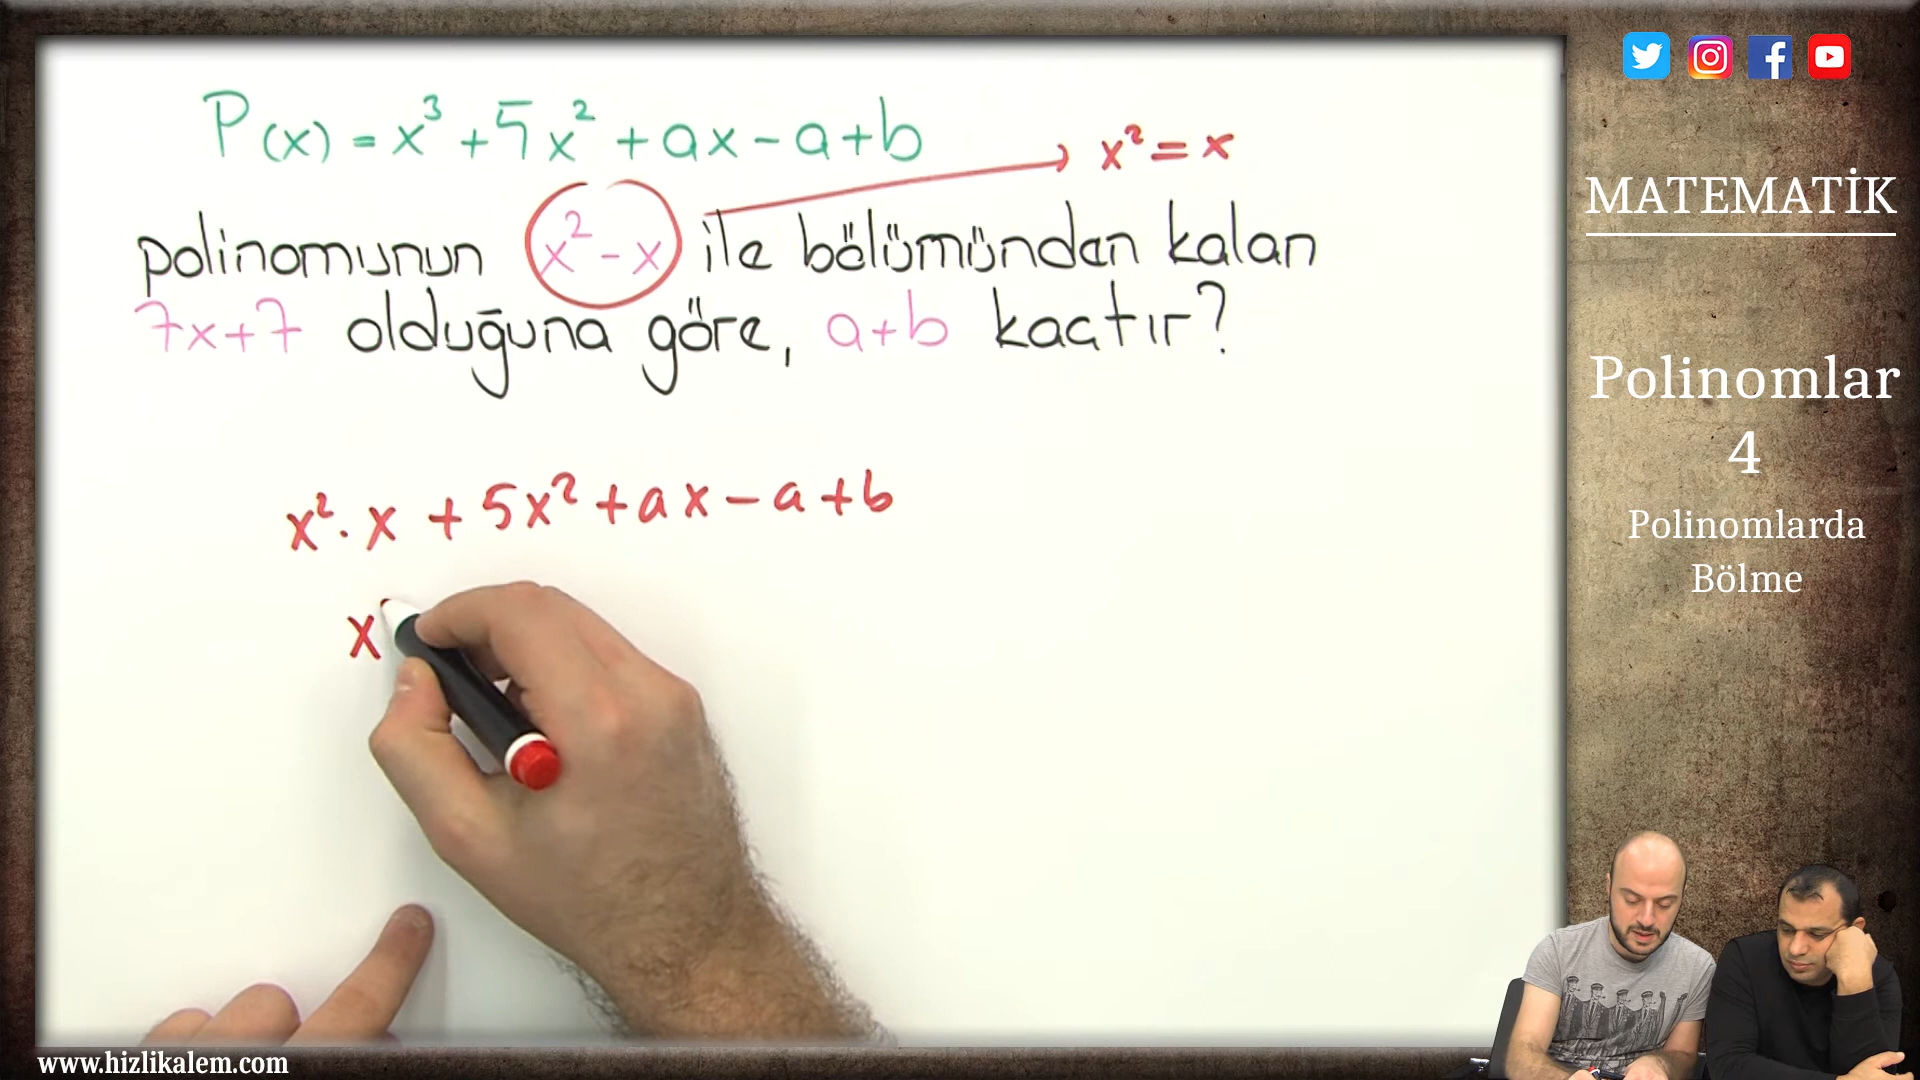 P(x) = x³ + 5x² + ax - a + b
x² = x
polinomunun x² - x ile bölümünden kalan
7x+7 olduğuna göre, a+b kaçtır?
x² · x + 5x² + ax - a + b
x
MATEMATİK
Polinomlar
4
Polinomlarda
Bölme
www.hizlikalem.com